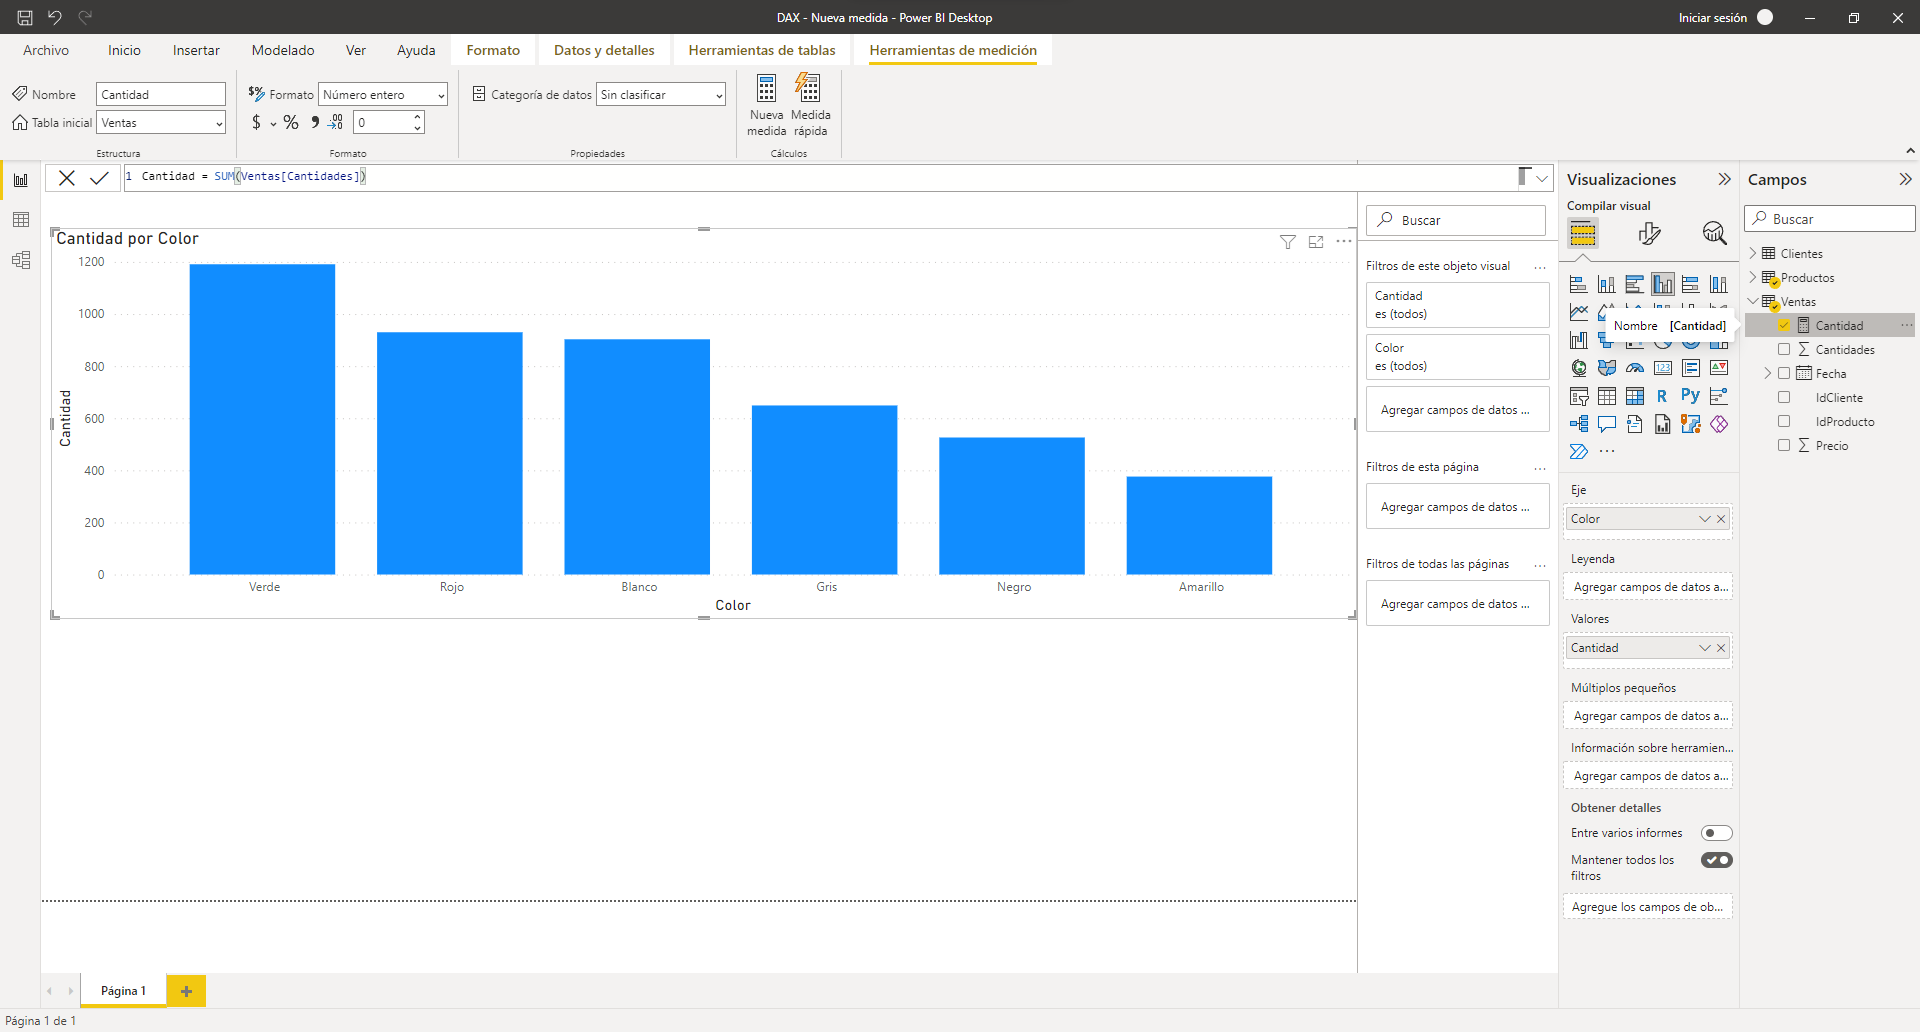 DAX - Nueva medida - Power BI Desktop
Iniciar sesión
Archivo
Inicio
Insertar
Modelado
Ver
Ayuda
Formato
Datos y detalles
Herramientas de tablas
Herramientas de medición
Nombre
Cantidad
Tabla inicial
Ventas
Estructura
Formato
Número entero
$
%
0
Formato
Categoría de datos
Sin clasificar
Propiedades
Nueva
medida
Medida
rápida
Cálculos
1 Cantidad = SUM(Ventas[Cantidades])
Cantidad por Color
1200
1000
800
600
400
200
0
Cantidad
Verde
Rojo
Blanco
Gris
Negro
Amarillo
Color
Buscar
Filtros de este objeto visual
...
Cantidad
es (todos)
Color
es (todos)
Agregar campos de datos ...
Filtros de esta página
...
Agregar campos de datos ...
Filtros de todas las páginas
...
Agregar campos de datos ...
Visualizaciones
Compilar visual
Nombre [Cantidad]
123
R
Py
...
Eje
Color
Leyenda
Agregar campos de datos a...
Valores
Cantidad
Múltiplos pequeños
Agregar campos de datos a...
Información sobre herramien...
Agregar campos de datos a...
Obtener detalles
Entre varios informes
Mantener todos los
filtros
Agregue los campos de ob...
Campos
Buscar
Clientes
Productos
Ventas
Cantidad
...
Cantidades
Fecha
IdCliente
IdProducto
Precio
Página 1
Página 1 de 1